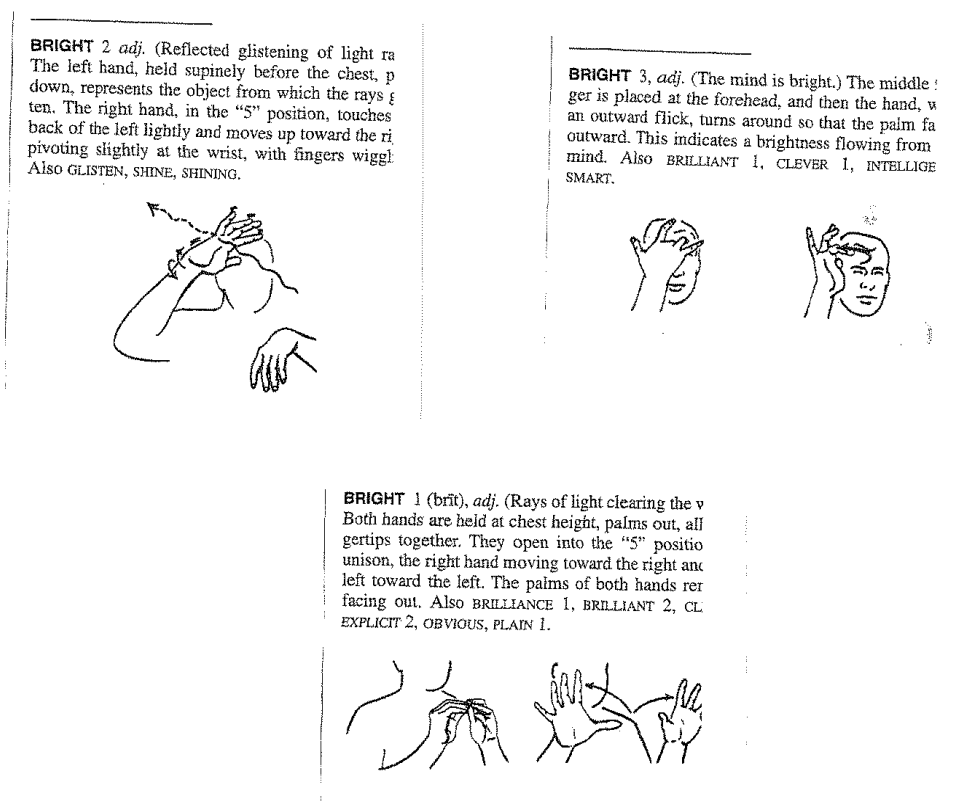 BRIGHT 2 adj. (Reflected glistening of light ra
The left hand, held supinely before the chest, p
down, represents the object from which the rays g
ten. The right hand, in the “5” position, touches
back of the left lightly and moves up toward the ri
pivoting slightly at the wrist, with fingers wiggl
Also GLISTEN, SHINE, SHINING.
BRIGHT 3, adj. (The mind is bright.) The middle
ger is placed at the forehead, and then the hand, w
an outward flick, turns around so that the palm fa
outward. This indicates a brightness flowing from
mind. Also BRILLIANT 1, CLEVER 1, INTELLIGE
SMART.
BRIGHT 1 (brīt), adj. (Rays of light clearing the v
Both hands are held at chest height, palms out, all
gertips together. They open into the “5” positio
unison, the right hand moving toward the right and
left toward the left. The palms of both hands rer
facing out. Also BRILLIANCE 1, BRILLIANT 2, CL
EXPLICIT 2, OBVIOUS, PLAIN 1.